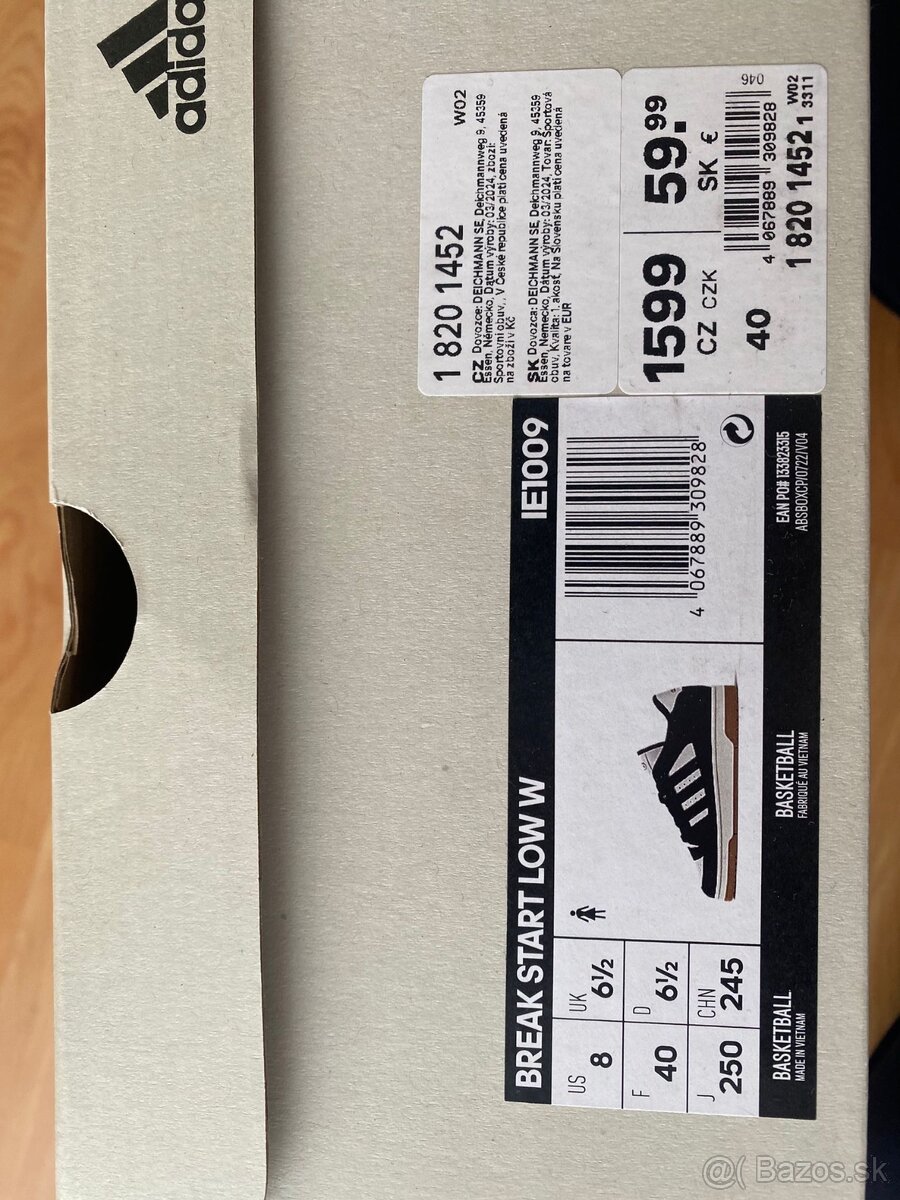 adidas
1 820 1452 W02
CZ Dovozce: DEICHMANN SE, Deichmannweg 9, 45359
Essen, Německo, Datum výroby: 03/2024, zboží:
Sportovní obuv, , V České republice platí cena uvedená
na zboží v Kč
SK Dovozca: DEICHMANN SE, Deichmannweg 9, 45359
Essen, Nemecko, Dátum výroby: 03/2024, Tovar: Športová
obuv, Kvalita: 1. akosť, Na Slovensku platí cena uvedená
na tovare v EUR
1599 59.99
CZ CZK SK €
40
046
4 067889 309828
1 820 1452 1 W02 3311
BREAK START LOW W IE1009
US 8 UK 6½
F 40 D 6½
J 250 CHN 245
4 067889 309828
BASKETBALL
MADE IN VIETNAM
BASKETBALL
FABRIQUÉ AU VIETNAM
EAN PO# 133823315
ABSBOXCP/0722/V04
@( Bazos.sk